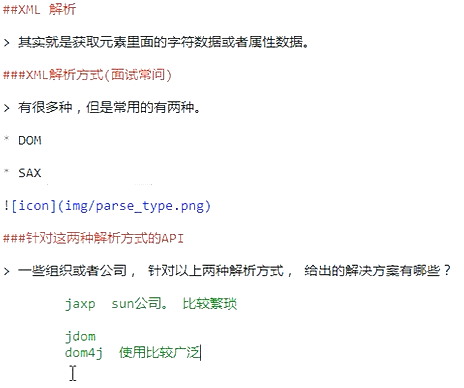 ##XML 解析
> 其实就是获取元素里面的字符数据或者属性数据。
###XML解析方式(面试常问)
> 有很多种，但是常用的有两种。
* DOM
* SAX
![icon](img/parse_type.png)
###针对这两种解析方式的API
> 一些组织或者公司， 针对以上两种解析方式， 给出的解决方案有哪些？
jaxp  sun公司。 比较繁琐
jdom
dom4j  使用比较广泛